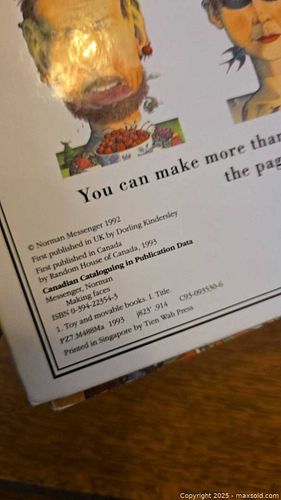 You can make more than
the pag
© Norman Messenger 1992
First published in UK by Dorling Kindersley
First published in Canada
by Random House of Canada, 1993
Canadian Cataloguing in Publication Data
Messenger, Norman
Making faces
ISBN 0-394-22354-3
1. Toy and movable books. I. Title.
PZ7.M488Ma 1993 j823'.914 C93-093530-6
Printed in Singapore by Tien Wah Press
Copyright 2025 - maxsold.com